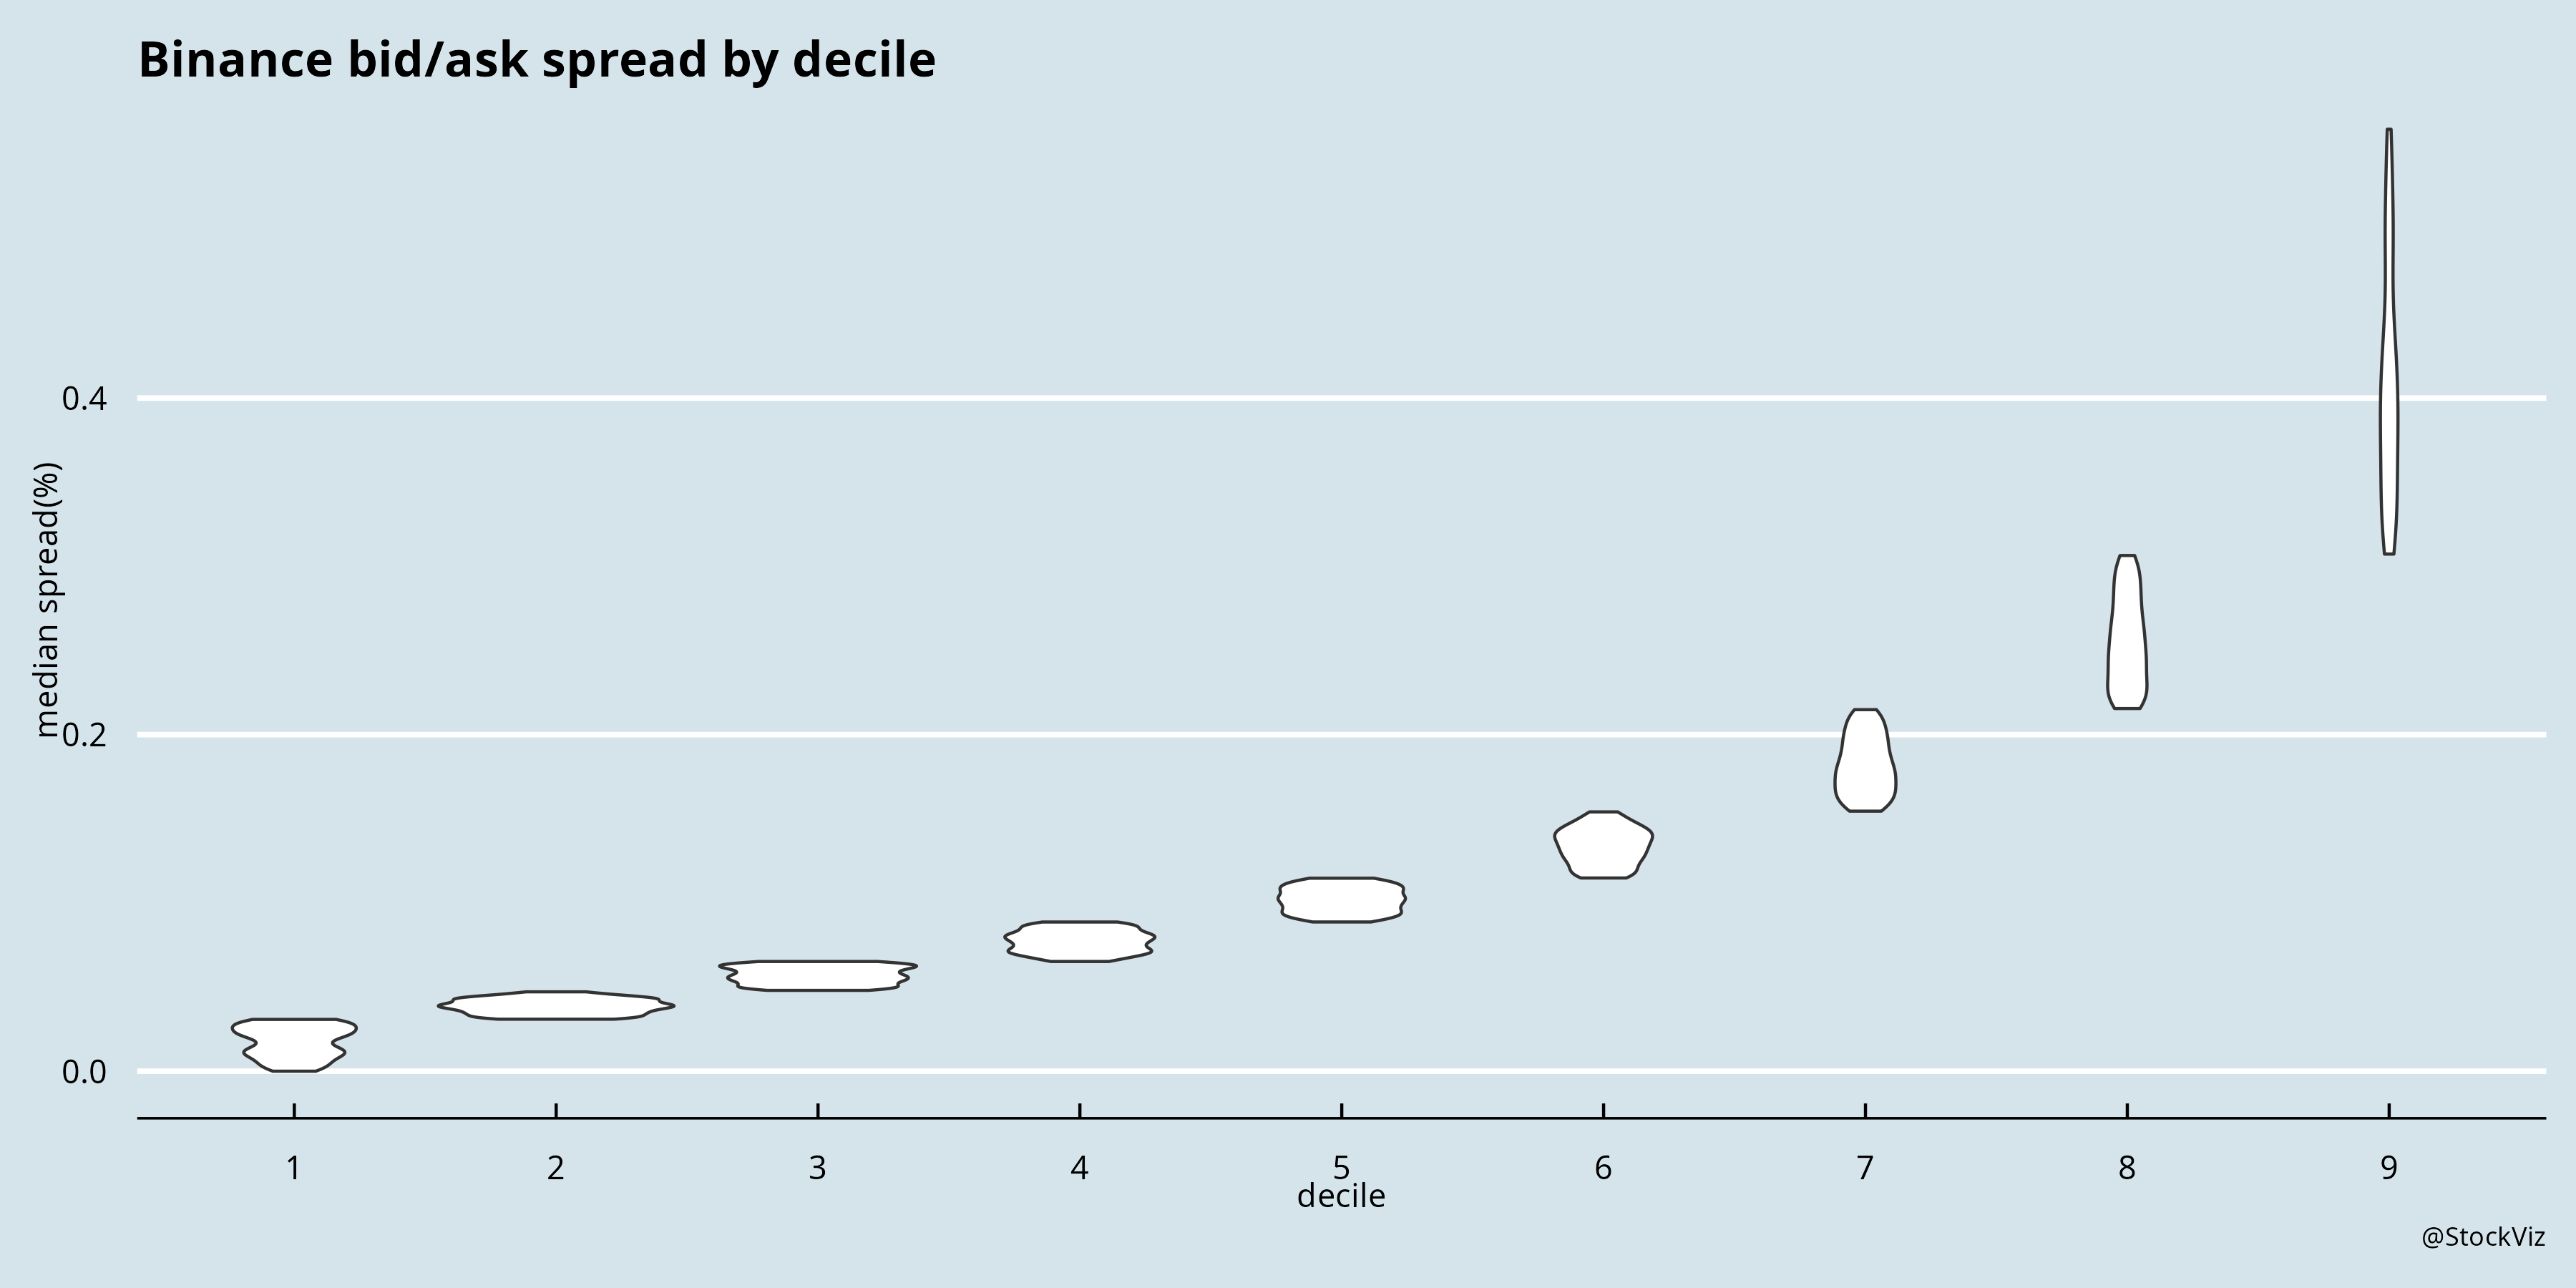 Binance bid/ask spread by decile
median spread(%)
0.4
0.2
0.0
1 2 3 4 5 6 7 8 9
decile
@StockViz